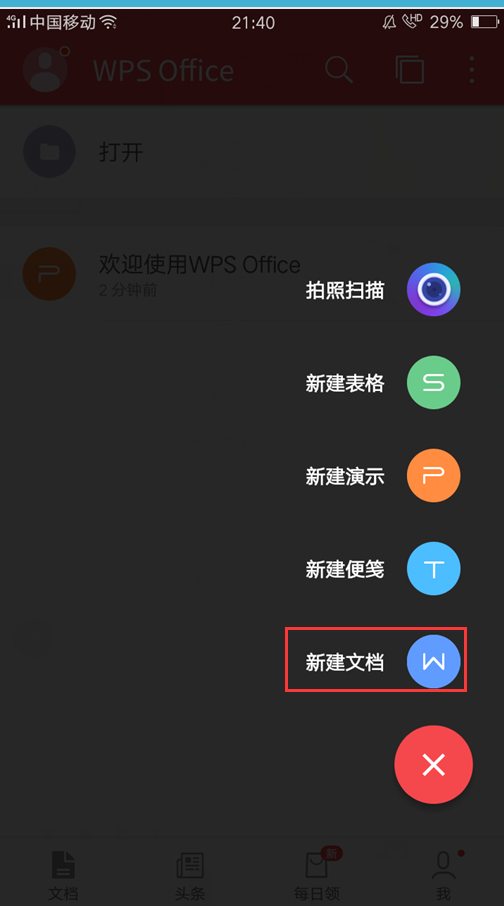 4G 中国移动 21:40 HD 29%
WPS Office
打开
欢迎使用WPS Office
2 分钟前
拍照扫描
新建表格 S
新建演示 P
新建便笺 T
新建文档 W
新
文档 头条 每日领 我